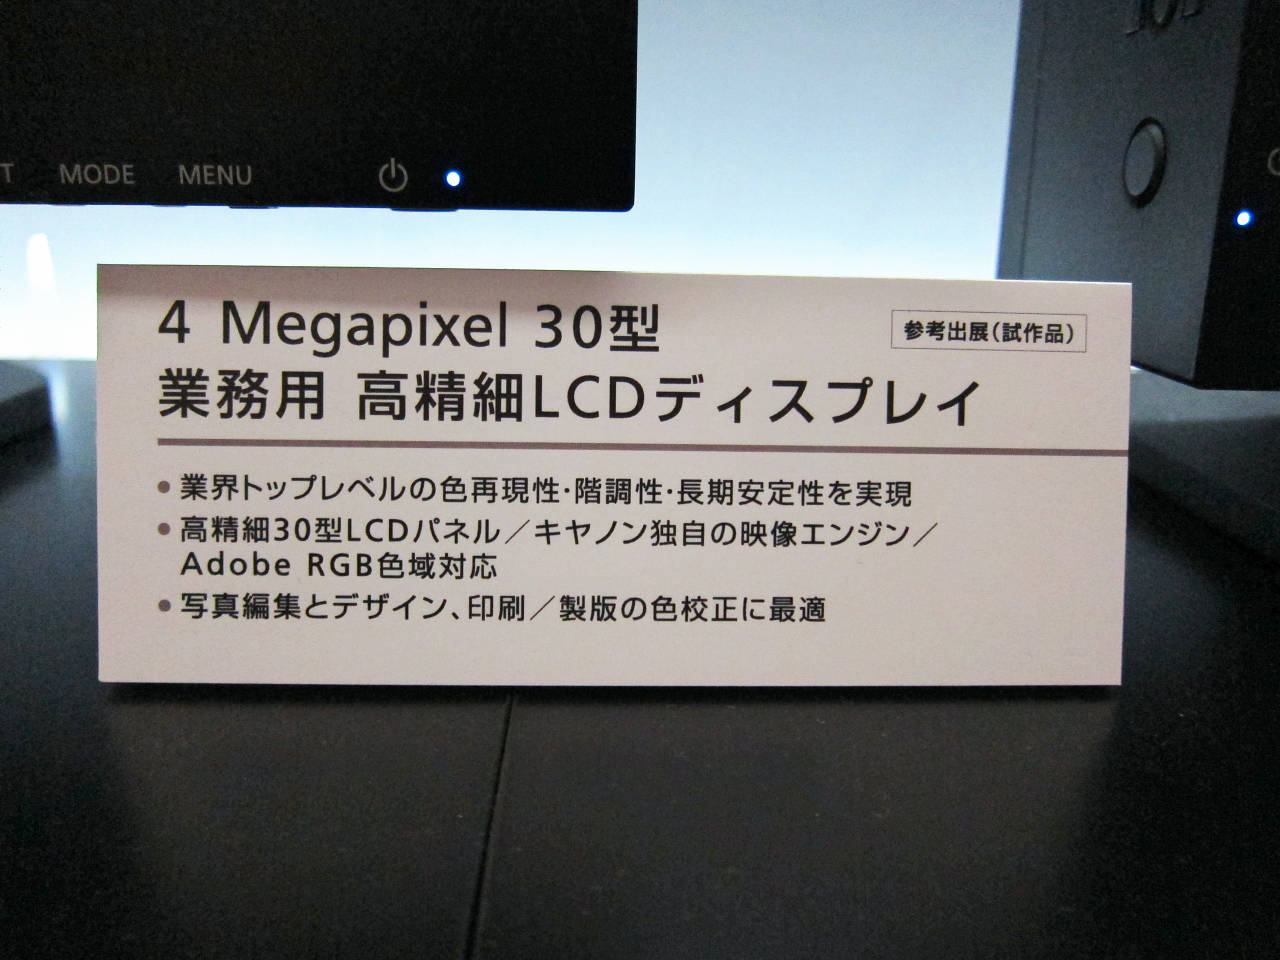 MODE MENU
4 Megapixel 30型
参考出展(試作品)
業務用 高精細LCDディスプレイ
●業界トップレベルの色再現性･階調性･長期安定性を実現
●高精細30型LCDパネル／キヤノン独自の映像エンジン／
Adobe RGB色域対応
●写真編集とデザイン、印刷／製版の色校正に最適